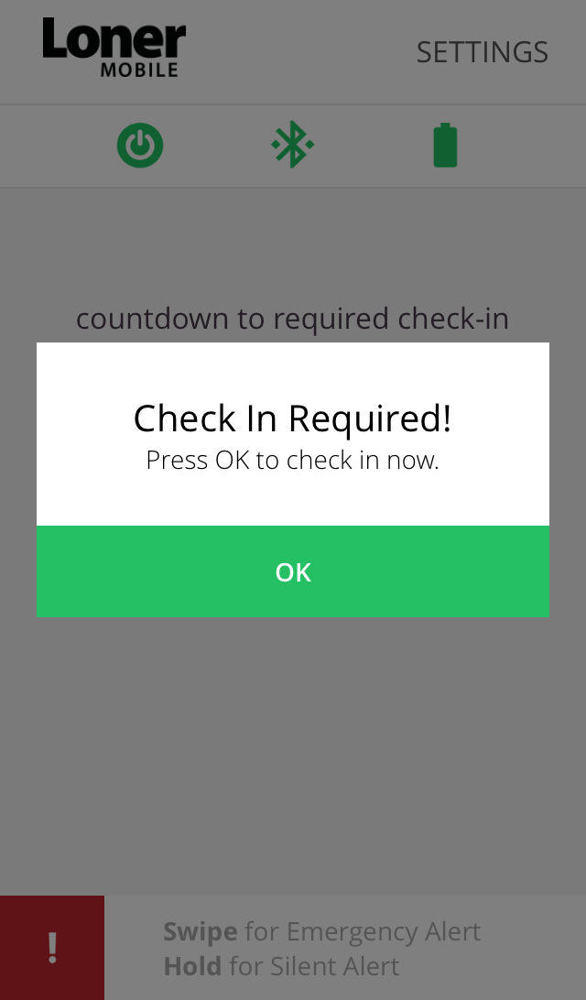 Loner
MOBILE
SETTINGS
countdown to required check-in
Check In Required!
Press OK to check in now.
OK
!
Swipe for Emergency Alert
Hold for Silent Alert